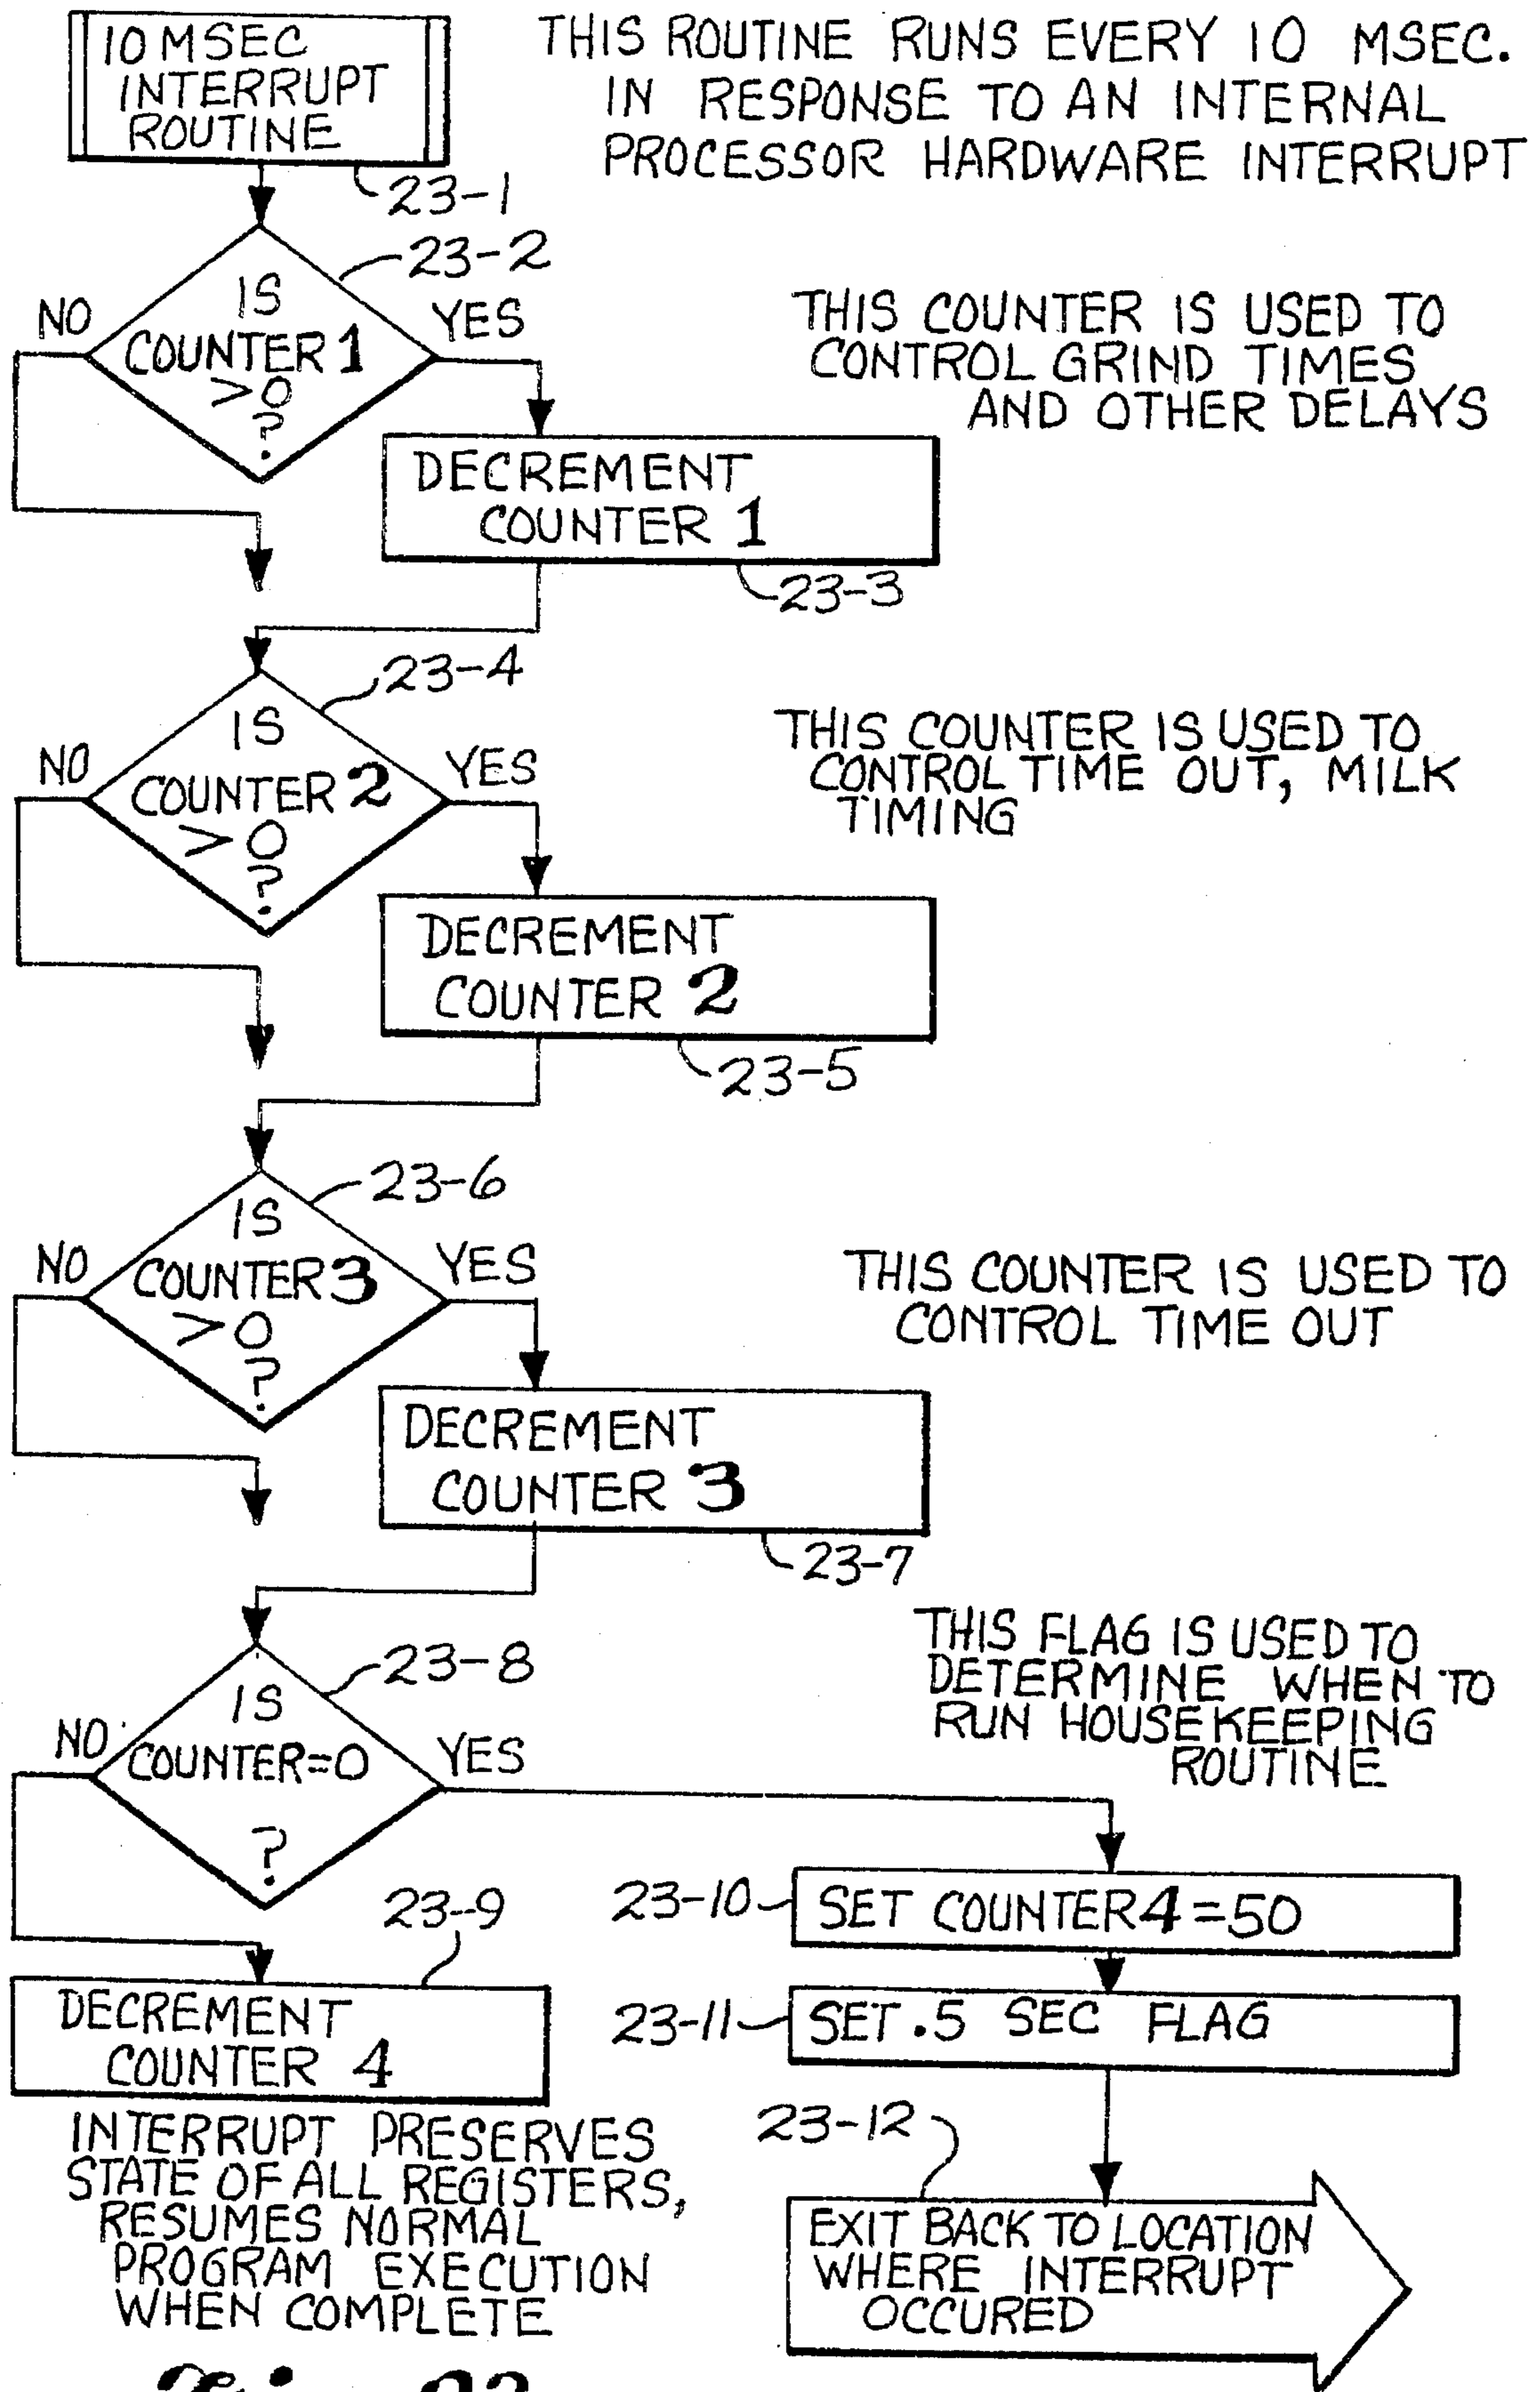 10 MSEC
INTERRUPT
ROUTINE
THIS ROUTINE RUNS EVERY 10 MSEC.
IN RESPONSE TO AN INTERNAL
PROCESSOR HARDWARE INTERRUPT
23-1
23-2
NO
IS
COUNTER 1
>0
?
YES
THIS COUNTER IS USED TO
CONTROL GRIND TIMES
AND OTHER DELAYS
DECREMENT
COUNTER 1
23-3
23-4
NO
IS
COUNTER 2
>0
?
YES
THIS COUNTER IS USED TO
CONTROL TIME OUT, MILK
TIMING
DECREMENT
COUNTER 2
23-5
23-6
NO
IS
COUNTER 3
>0
?
YES
THIS COUNTER IS USED TO
CONTROL TIME OUT
DECREMENT
COUNTER 3
23-7
23-8
NO
IS
COUNTER=0
?
YES
THIS FLAG IS USED TO
DETERMINE WHEN TO
RUN HOUSEKEEPING
ROUTINE
23-9
DECREMENT
COUNTER 4
23-10
SET COUNTER 4 = 50
23-11
SET .5 SEC FLAG
23-12
EXIT BACK TO LOCATION
WHERE INTERRUPT
OCCURED
INTERRUPT PRESERVES
STATE OF ALL REGISTERS,
RESUMES NORMAL
PROGRAM EXECUTION
WHEN COMPLETE